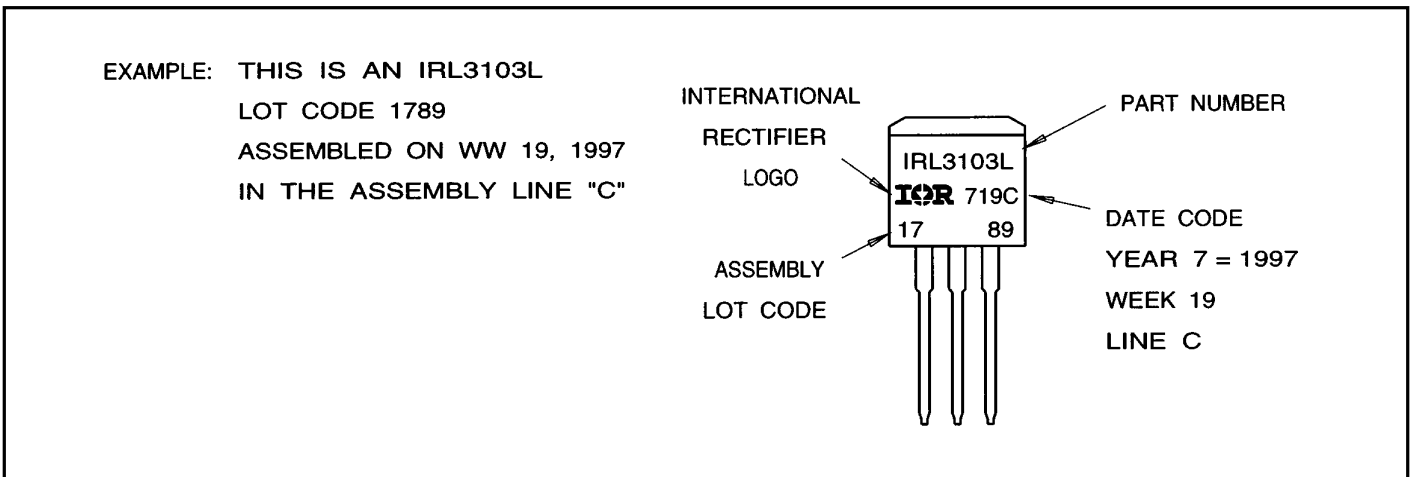 EXAMPLE: THIS IS AN IRL3103L
LOT CODE 1789
ASSEMBLED ON WW 19, 1997
IN THE ASSEMBLY LINE "C"
INTERNATIONAL
RECTIFIER
LOGO
ASSEMBLY
LOT CODE
IRL3103L
IOR 719C
17 89
PART NUMBER
DATE CODE
YEAR 7 = 1997
WEEK 19
LINE C